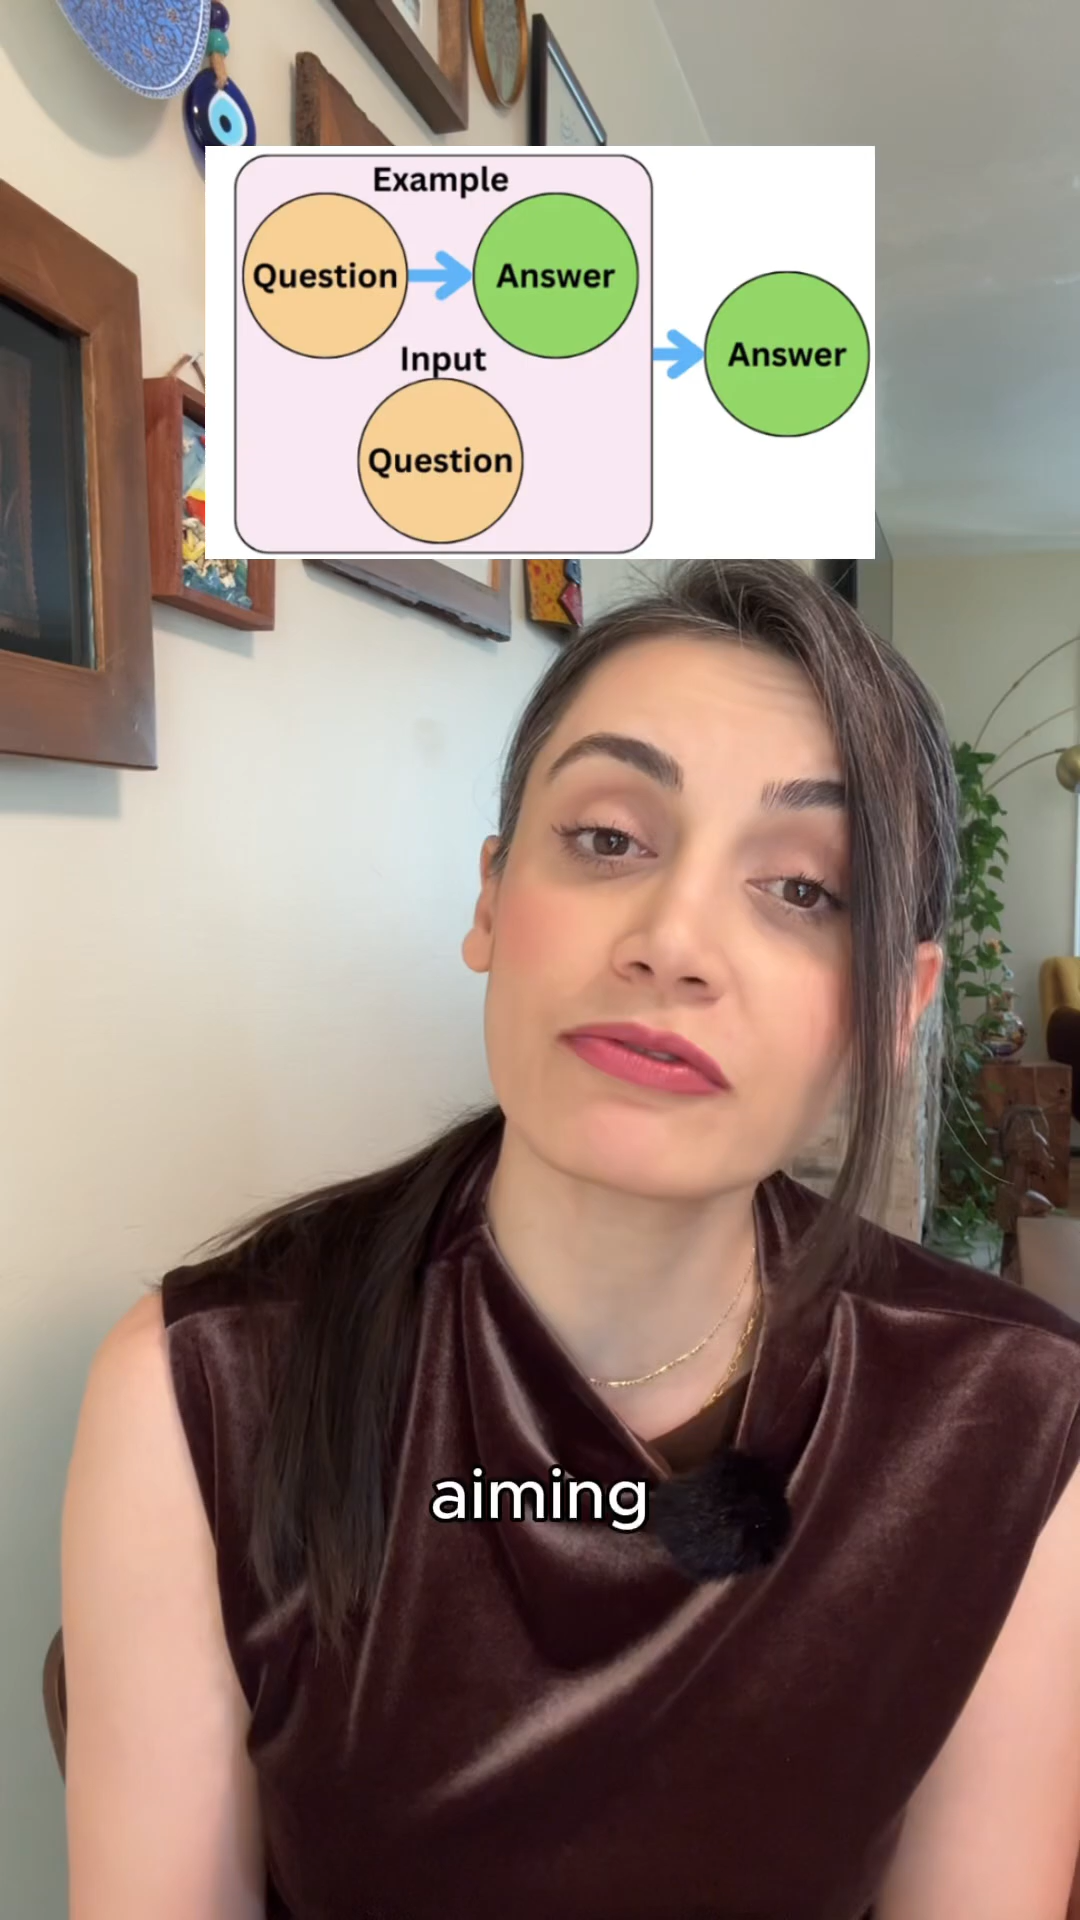 Example
Question
Answer
Input
Question
Answer
aiming